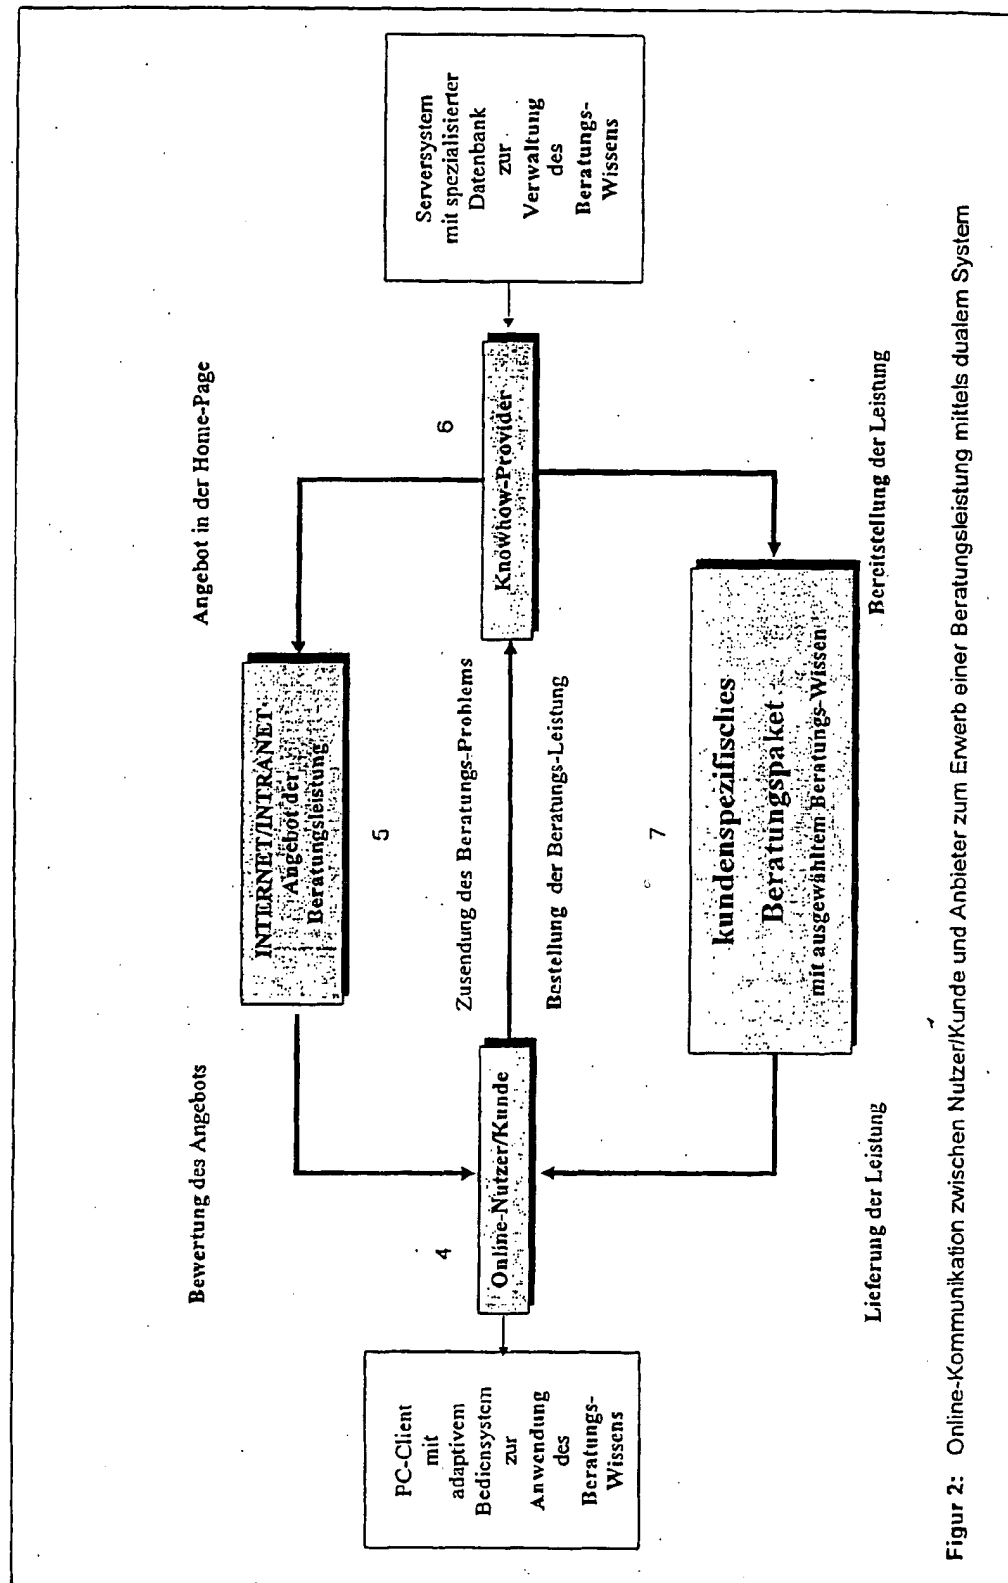 Bewertung des Angebots
Angebot in der Home-Page
INTERNET/INTRANET-
Angebot der
Beratungsleistung
5
PC-Client
mit
adaptivem
Bediensystem
zur
Anwendung
des
Beratungs-
Wissens
4
Online-Nutzer/Kunde
Zusendung des Beratungs-Problems
Bestellung der Beratungs-Leistung
6
Knowhow-Provider
Serversystem
mit spezialisierter
Datenbank
zur
Verwaltung
des
Beratungs-
Wissens
7
kundenspezifisches
Beratungspaket
mit ausgewähltem Beratungs-Wissen
Lieferung der Leistung
Bereitstellung der Leistung
Figur 2: Online-Kommunikation zwischen Nutzer/Kunde und Anbieter zum Erwerb einer Beratungsleistung mittels dualem System